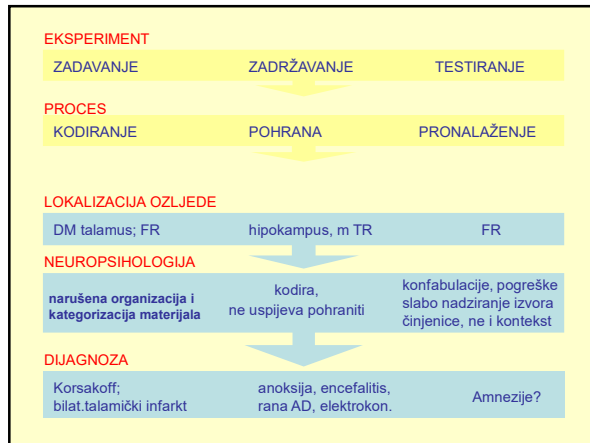 EKSPERIMENT
ZADAVANJE ZADRŽAVANJE TESTIRANJE
PROCES
KODIRANJE POHRANA PRONALAŽENJE
LOKALIZACIJA OZLJEDE
DM talamus; FR hipokampus, m TR FR
NEUROPSIHOLOGIJA
narušena organizacija i
kategorizacija materijala
kodira,
ne uspijeva pohraniti
konfabulacije, pogreške
slabo nadziranje izvora
činjenice, ne i kontekst
DIJAGNOZA
Korsakoff;
bilat.talamički infarkt
anoksija, encefalitis,
rana AD, elektrokon.
Amnezije?